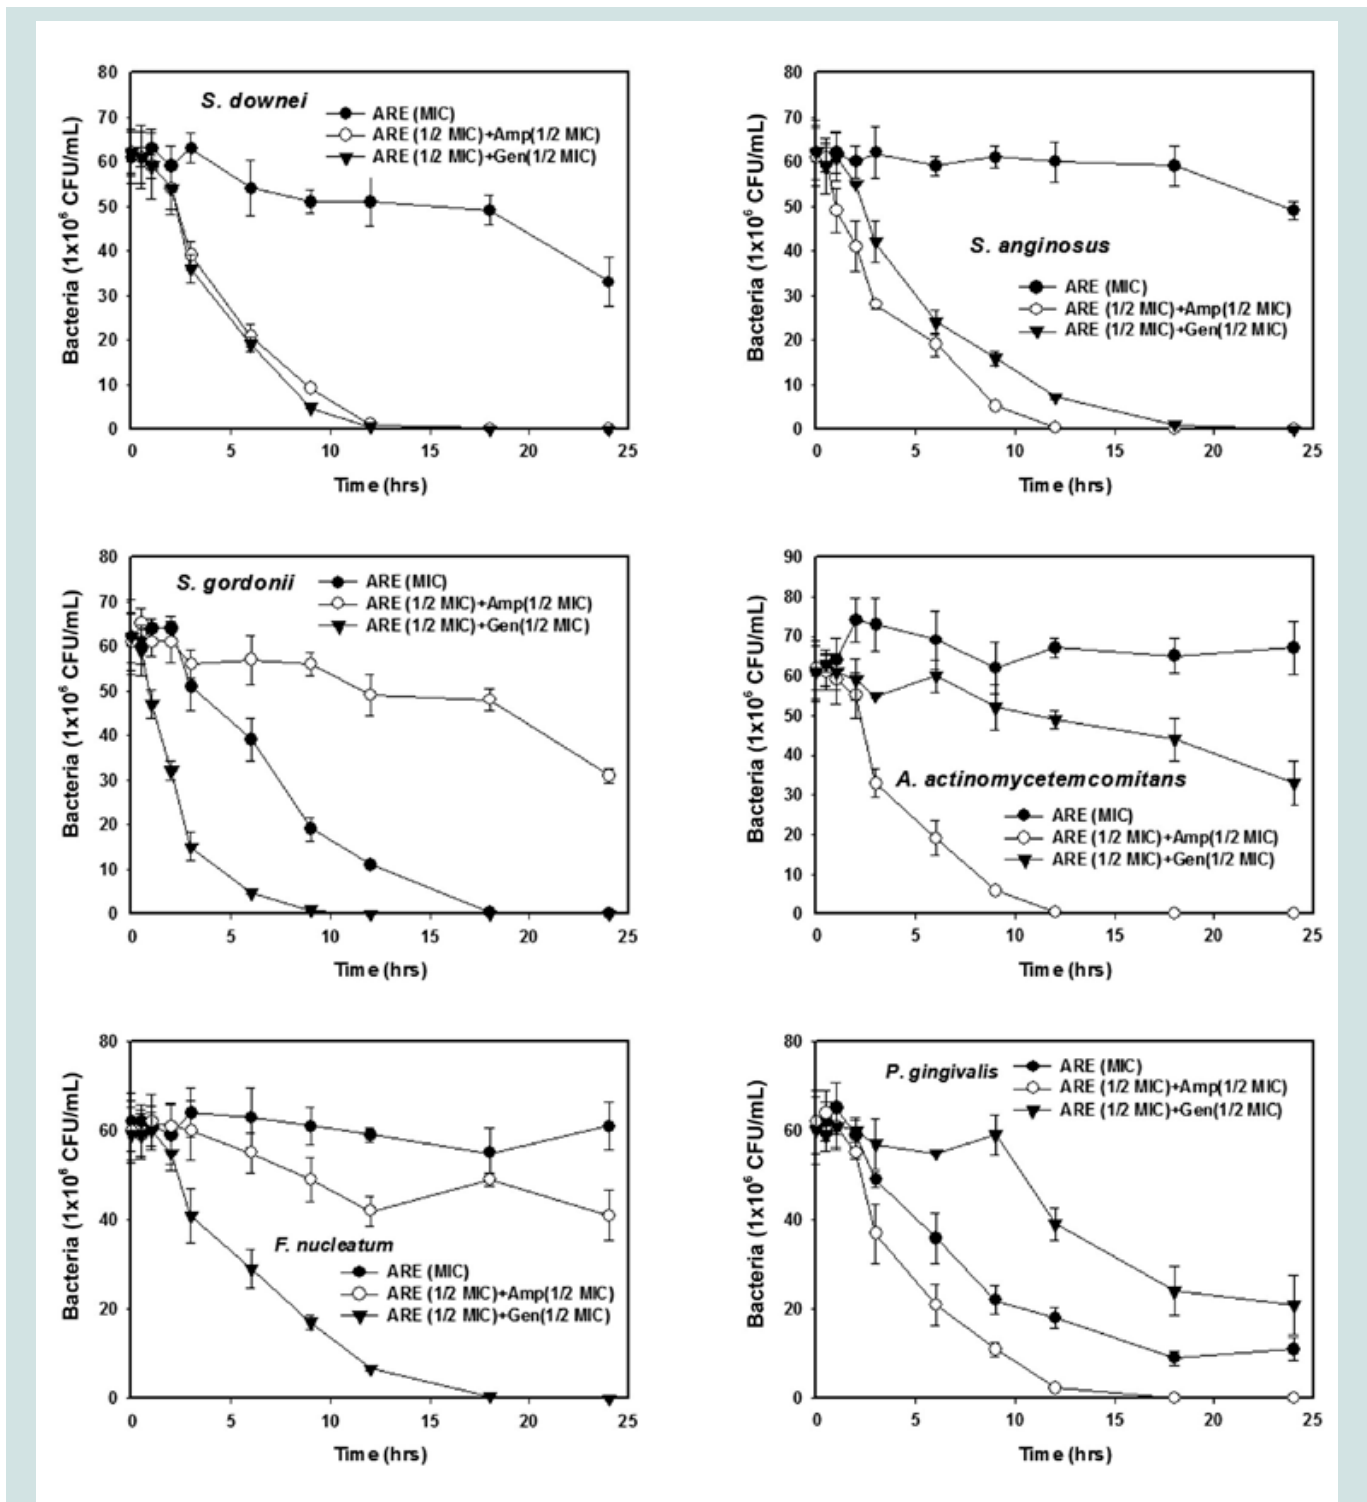 80
70
60
50
40
30
20
10
0
Bacteria (1x10⁶ CFU/mL)
S. downei
ARE (MIC)
ARE (1/2 MIC)+Amp(1/2 MIC)
ARE (1/2 MIC)+Gen(1/2 MIC)
0 5 10 15 20 25
Time (hrs)
80
70
60
50
40
30
20
10
0
Bacteria (1x10⁶ CFU/mL)
S. anginosus
ARE (MIC)
ARE (1/2 MIC)+Amp(1/2 MIC)
ARE (1/2 MIC)+Gen(1/2 MIC)
0 5 10 15 20 25
Time (hrs)
80
70
60
50
40
30
20
10
0
Bacteria (1x10⁶ CFU/mL)
S. gordonii
ARE (MIC)
ARE (1/2 MIC)+Amp(1/2 MIC)
ARE (1/2 MIC)+Gen(1/2 MIC)
0 5 10 15 20 25
Time (hrs)
90
80
70
60
50
40
30
20
10
0
Bacteria (1x10⁶ CFU/mL)
A. actinomycetemcomitans
ARE (MIC)
ARE (1/2 MIC)+Amp(1/2 MIC)
ARE (1/2 MIC)+Gen(1/2 MIC)
0 5 10 15 20 25
Time (hrs)
80
60
40
20
0
Bacteria (1x10⁶ CFU/mL)
F. nucleatum
ARE (MIC)
ARE (1/2 MIC)+Amp(1/2 MIC)
ARE (1/2 MIC)+Gen(1/2 MIC)
0 5 10 15 20 25
Time (hrs)
80
60
40
20
0
Bacteria (1x10⁶ CFU/mL)
P. gingivalis
ARE (MIC)
ARE (1/2 MIC)+Amp(1/2 MIC)
ARE (1/2 MIC)+Gen(1/2 MIC)
0 5 10 15 20 25
Time (hrs)